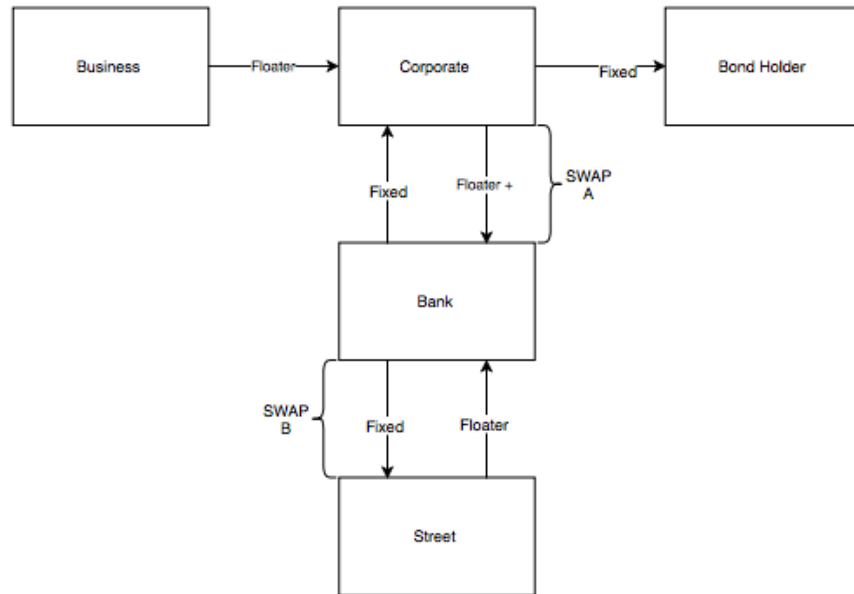 Business
Floater
Corporate
Fixed
Bond Holder
Fixed
Floater +
SWAP
A
Bank
SWAP
B
Fixed
Floater
Street